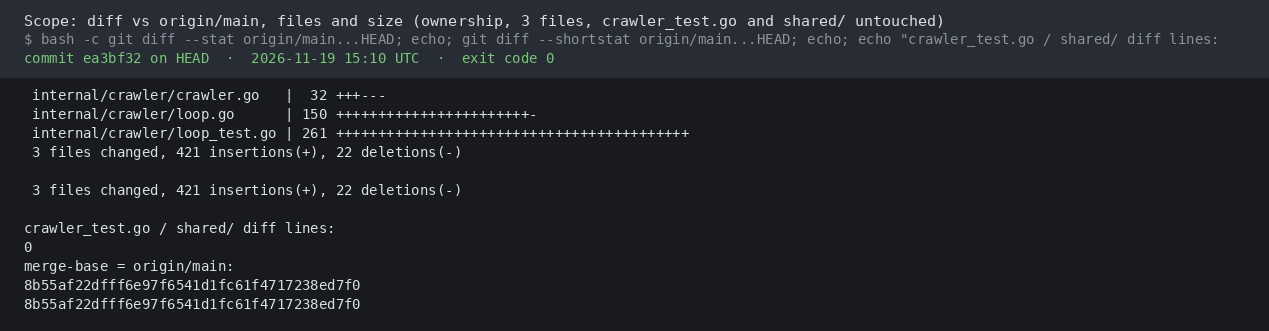 Scope: diff vs origin/main, files and size (ownership, 3 files, crawler_test.go and shared/ untouched)
$ bash -c git diff --stat origin/main...HEAD; echo; git diff --shortstat origin/main...HEAD; echo; echo "crawler_test.go / shared/ diff lines:
commit ea3bf32 on HEAD · 2026-11-19 15:10 UTC · exit code 0
internal/crawler/crawler.go | 32 +++---
internal/crawler/loop.go | 150 +++++++++++++++++++++++-
internal/crawler/loop_test.go | 261 ++++++++++++++++++++++++++++++++++++++++++
3 files changed, 421 insertions(+), 22 deletions(-)
3 files changed, 421 insertions(+), 22 deletions(-)
crawler_test.go / shared/ diff lines:
0
merge-base = origin/main:
8b55af22dfff6e97f6541d1fc61f4717238ed7f0
8b55af22dfff6e97f6541d1fc61f4717238ed7f0